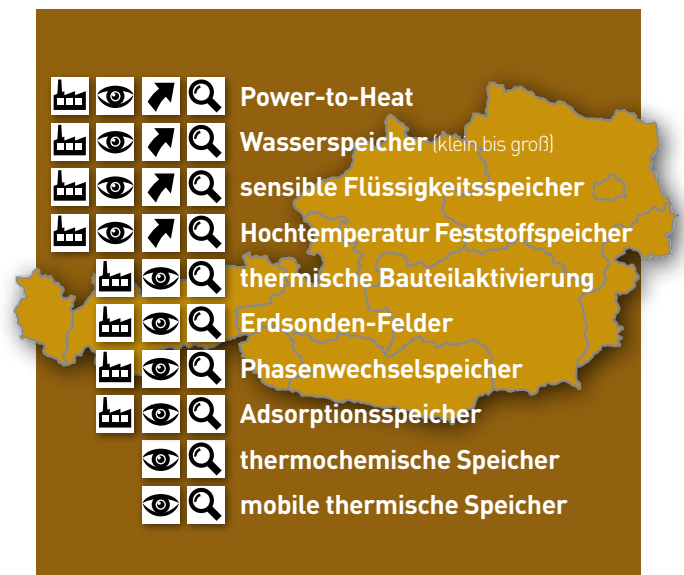 Power-to-Heat
Wasserspeicher (klein bis groß)
sensible Flüssigkeitsspeicher
Hochtemperatur Feststoffspeicher
thermische Bauteilaktivierung
Erdsonden-Felder
Phasenwechselspeicher
Adsorptionsspeicher
thermochemische Speicher
mobile thermische Speicher